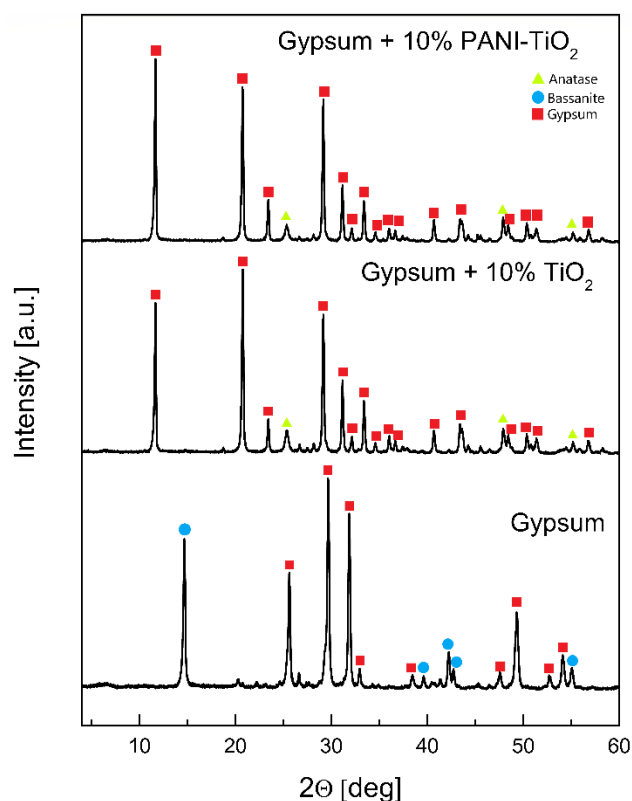 Gypsum + 10% PANI-TiO₂
Anatase
Bassanite
Gypsum
Gypsum + 10% TiO₂
Gypsum
Intensity [a.u.]
10 20 30 40 50 60
2Θ [deg]